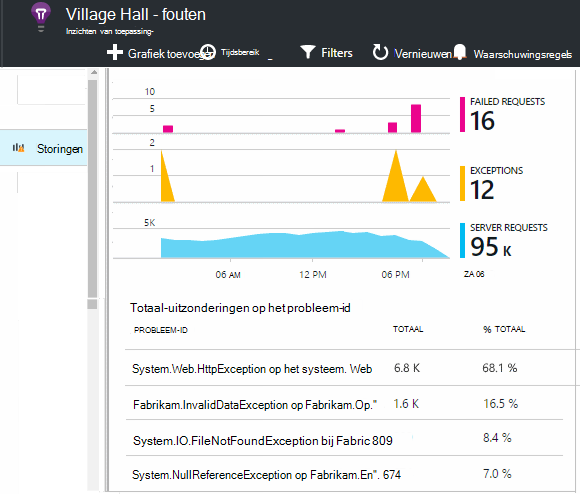 Village Hall - fouten
Inzichten van toepassing-
Grafiek toevoegen Tijdsbereik Filters Vernieuwen Waarschuwingsregels
Storingen
10
5
FAILED REQUESTS
16
2
1
EXCEPTIONS
12
5K
SERVER REQUESTS
95 K
06 AM 12 PM 06 PM ZA 06
Totaal-uitzonderingen op het probleem-id
PROBLEEM-ID TOTAAL % TOTAAL
System.Web.HttpException op het systeem. Web 6.8 K 68.1 %
Fabrikam.InvalidDataException op Fabrikam.Op." 1.6 K 16.5 %
System.IO.FileNotFoundException bij Fabric 809 8.4 %
System.NullReferenceException op Fabrikam.En". 674 7.0 %